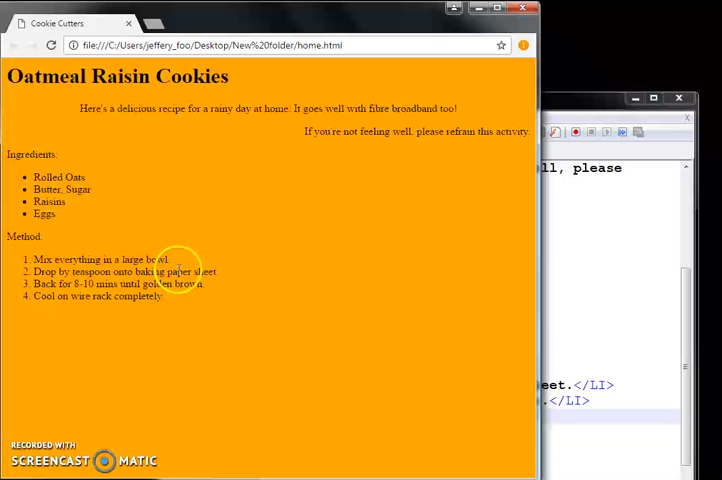 Cookie Cutters
file:///C:/Users/jeffery_foo/Desktop/New%20folder/home.html
Oatmeal Raisin Cookies
Here's a delicious recipe for a rainy day at home. It goes well with fibre broadband too!
If you're not feeling well, please refrain this activity.
Ingredients:
Rolled Oats
Butter, Sugar
Raisins
Eggs
Method:
1. Mix everything in a large bowl.
2. Drop by teaspoon onto baking paper sheet.
3. Back for 8-10 mins until golden brown.
4. Cool on wire rack completely.
ll, please
eet.</LI>
.</LI>
RECORDED WITH
SCREENCAST MATIC